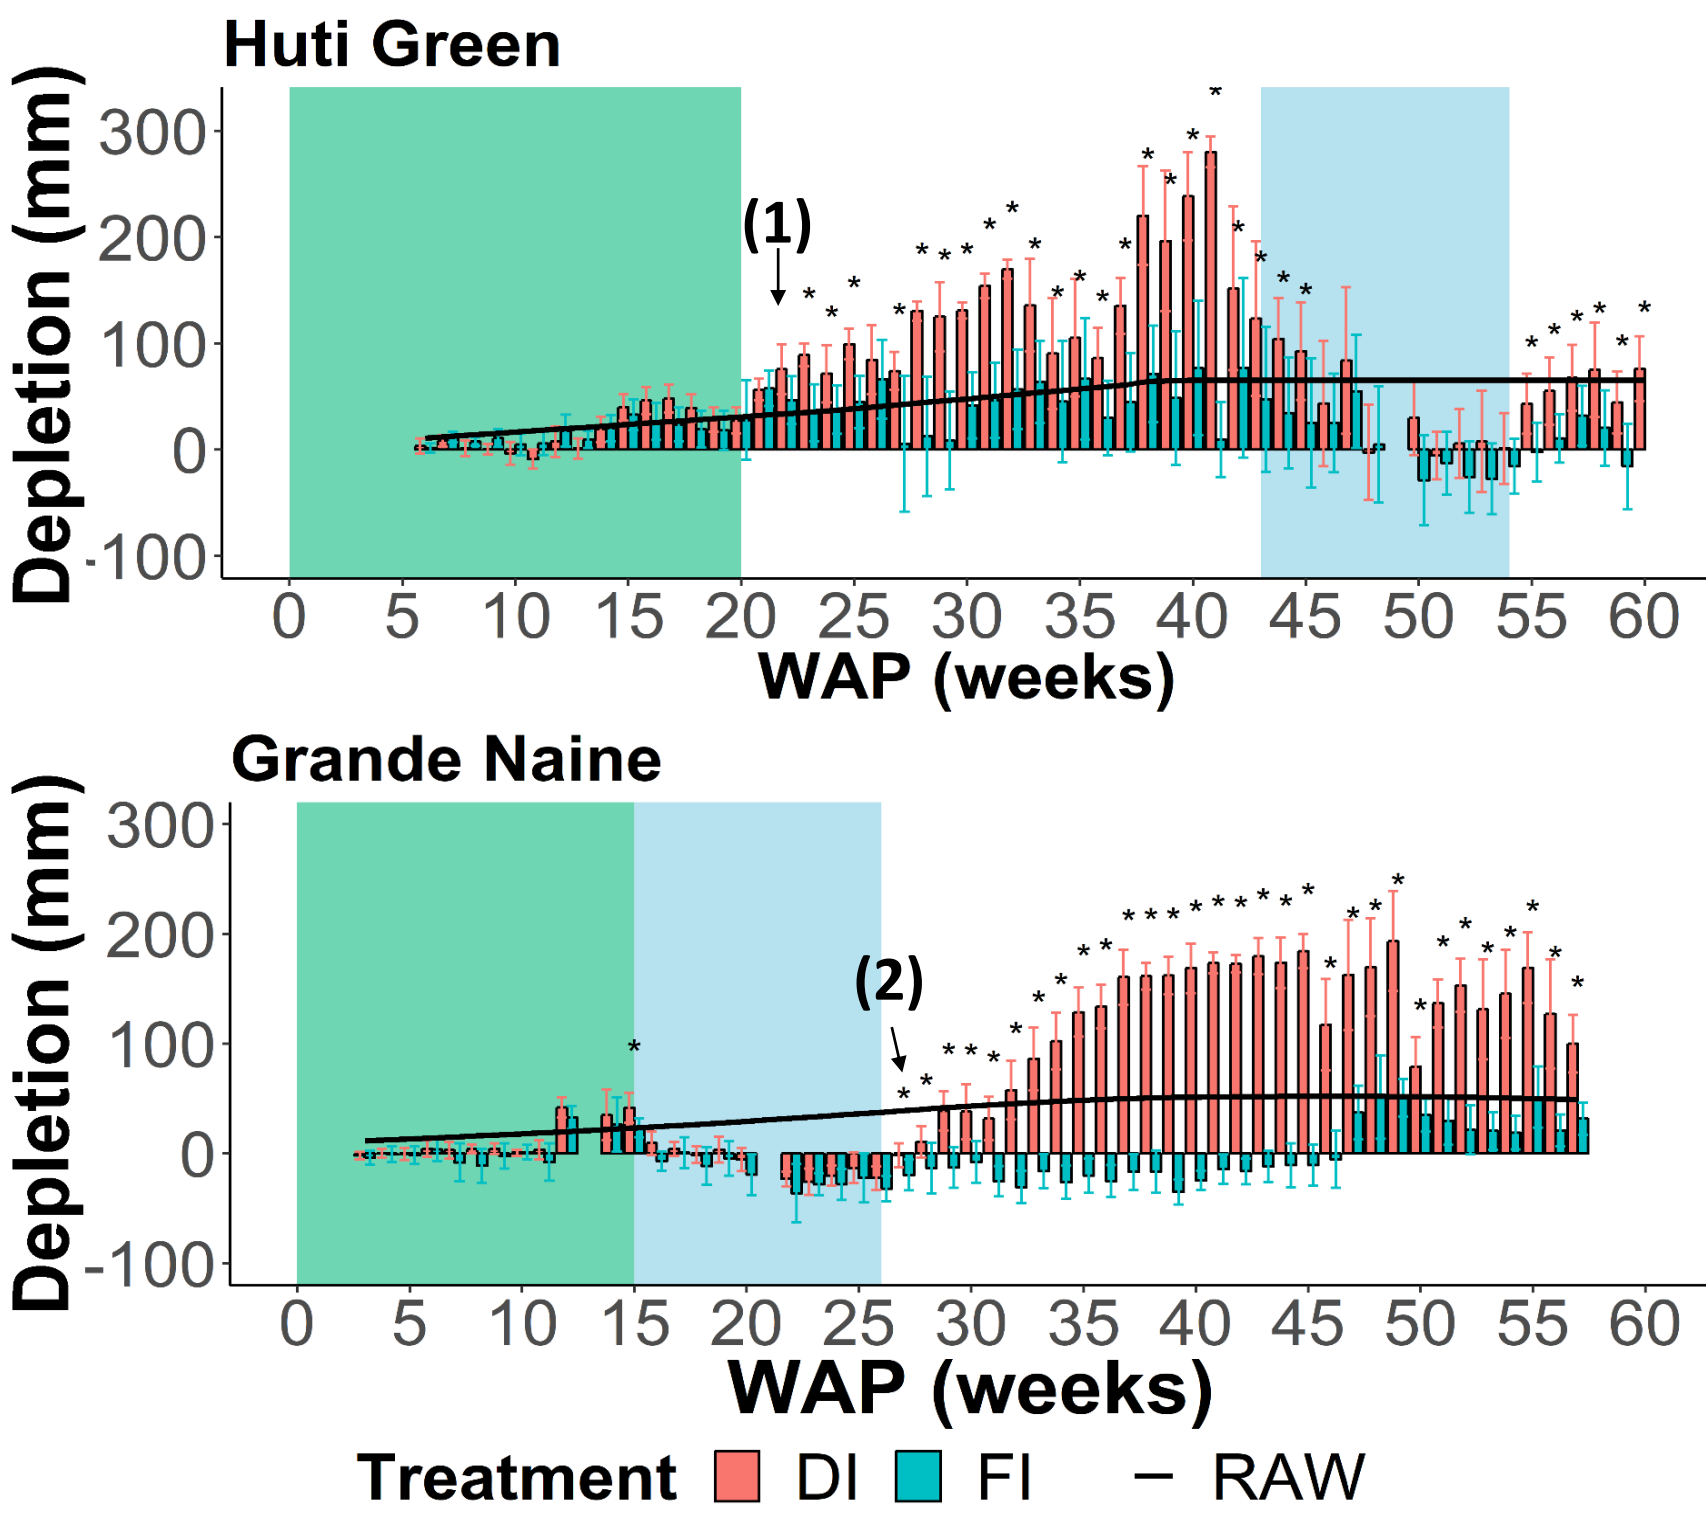 Huti Green
Depletion (mm)
300
200
100
0
-100
(1)
* * * * * * * * * * * * * * * * * * * * * * * * * * * * *
0 5 10 15 20 25 30 35 40 45 50 55 60
WAP (weeks)
Grande Naine
Depletion (mm)
300
200
100
0
-100
(2)
* * * * * * * * * * * * * * * * * * * * * * * * * * * * * * * *
0 5 10 15 20 25 30 35 40 45 50 55 60
WAP (weeks)
Treatment DI FI RAW